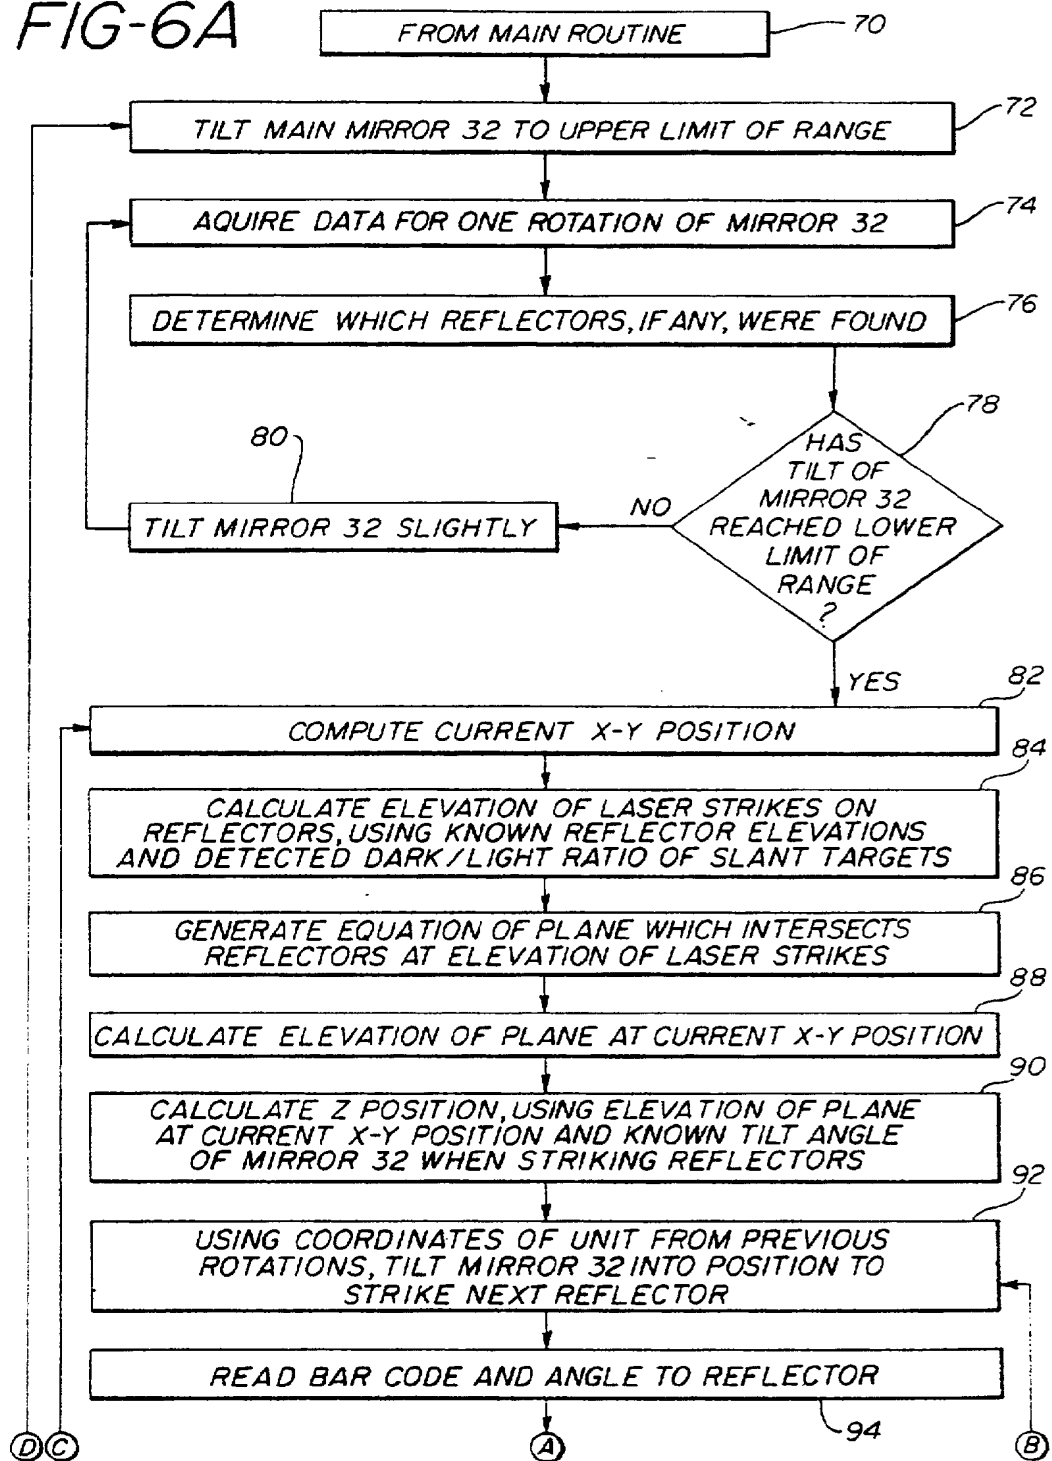 FIG-6A
FROM MAIN ROUTINE
70
TILT MAIN MIRROR 32 TO UPPER LIMIT OF RANGE
72
AQUIRE DATA FOR ONE ROTATION OF MIRROR 32
74
DETERMINE WHICH REFLECTORS, IF ANY, WERE FOUND
76
78
HAS
TILT OF
MIRROR 32
REACHED LOWER
LIMIT OF
RANGE
?
NO
80
TILT MIRROR 32 SLIGHTLY
YES
82
COMPUTE CURRENT X-Y POSITION
84
CALCULATE ELEVATION OF LASER STRIKES ON
REFLECTORS, USING KNOWN REFLECTOR ELEVATIONS
AND DETECTED DARK/LIGHT RATIO OF SLANT TARGETS
86
GENERATE EQUATION OF PLANE WHICH INTERSECTS
REFLECTORS AT ELEVATION OF LASER STRIKES
88
CALCULATE ELEVATION OF PLANE AT CURRENT X-Y POSITION
90
CALCULATE Z POSITION, USING ELEVATION OF PLANE
AT CURRENT X-Y POSITION AND KNOWN TILT ANGLE
OF MIRROR 32 WHEN STRIKING REFLECTORS
92
USING COORDINATES OF UNIT FROM PREVIOUS
ROTATIONS, TILT MIRROR 32 INTO POSITION TO
STRIKE NEXT REFLECTOR
READ BAR CODE AND ANGLE TO REFLECTOR
94
D C A B